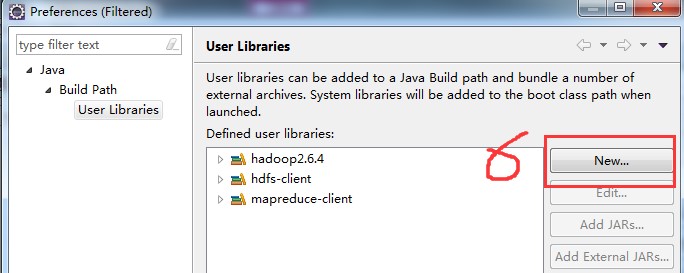 Preferences (Filtered)
type filter text
Java
Build Path
User Libraries
User Libraries
User libraries can be added to a Java Build path and bundle a number of
external archives. System libraries will be added to the boot class path when
launched.
Defined user libraries:
hadoop2.6.4
hdfs-client
mapreduce-client
6
New...
Edit...
Add JARs...
Add External JARs...